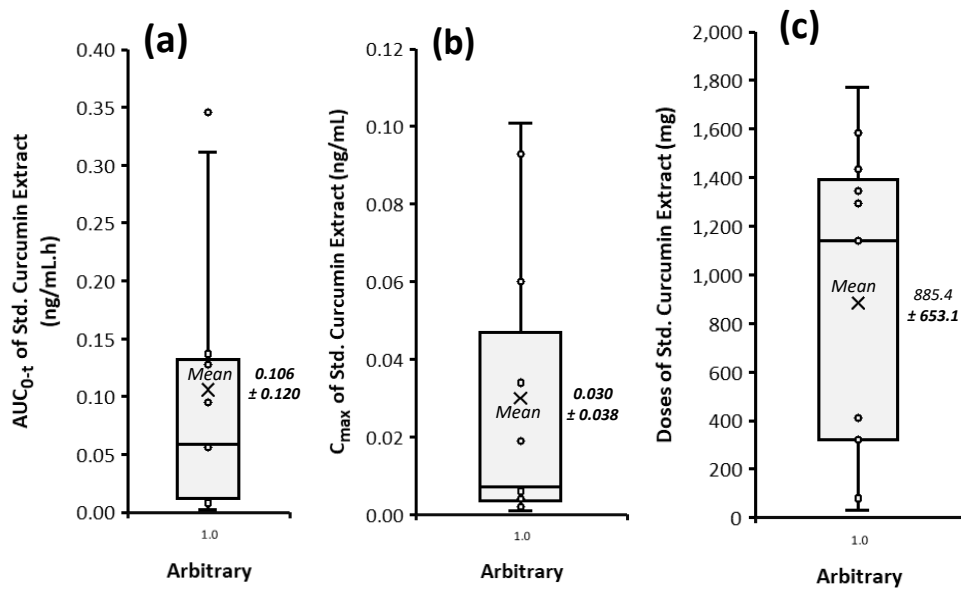 (a)
AUC0-t of Std. Curcumin Extract
(ng/mL.h)
0.40
0.35
0.30
0.25
0.20
0.15
0.10
0.05
0.00
Mean
0.106
± 0.120
1.0
Arbitrary
(b)
Cmax of Std. Curcumin Extract (ng/mL)
0.12
0.10
0.08
0.06
0.04
0.02
0.00
Mean
0.030
± 0.038
1.0
Arbitrary
(c)
Doses of Std. Curcumin Extract (mg)
2,000
1,800
1,600
1,400
1,200
1,000
800
600
400
200
0
Mean
885.4
± 653.1
1.0
Arbitrary